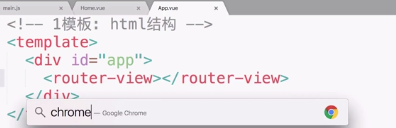 main.js × Home.vue × App.vue ×
<!-- 1模板: html结构 -->
<template>
<div id="app">
<router-view></router-view>
</div>
</
chrome — Google Chrome